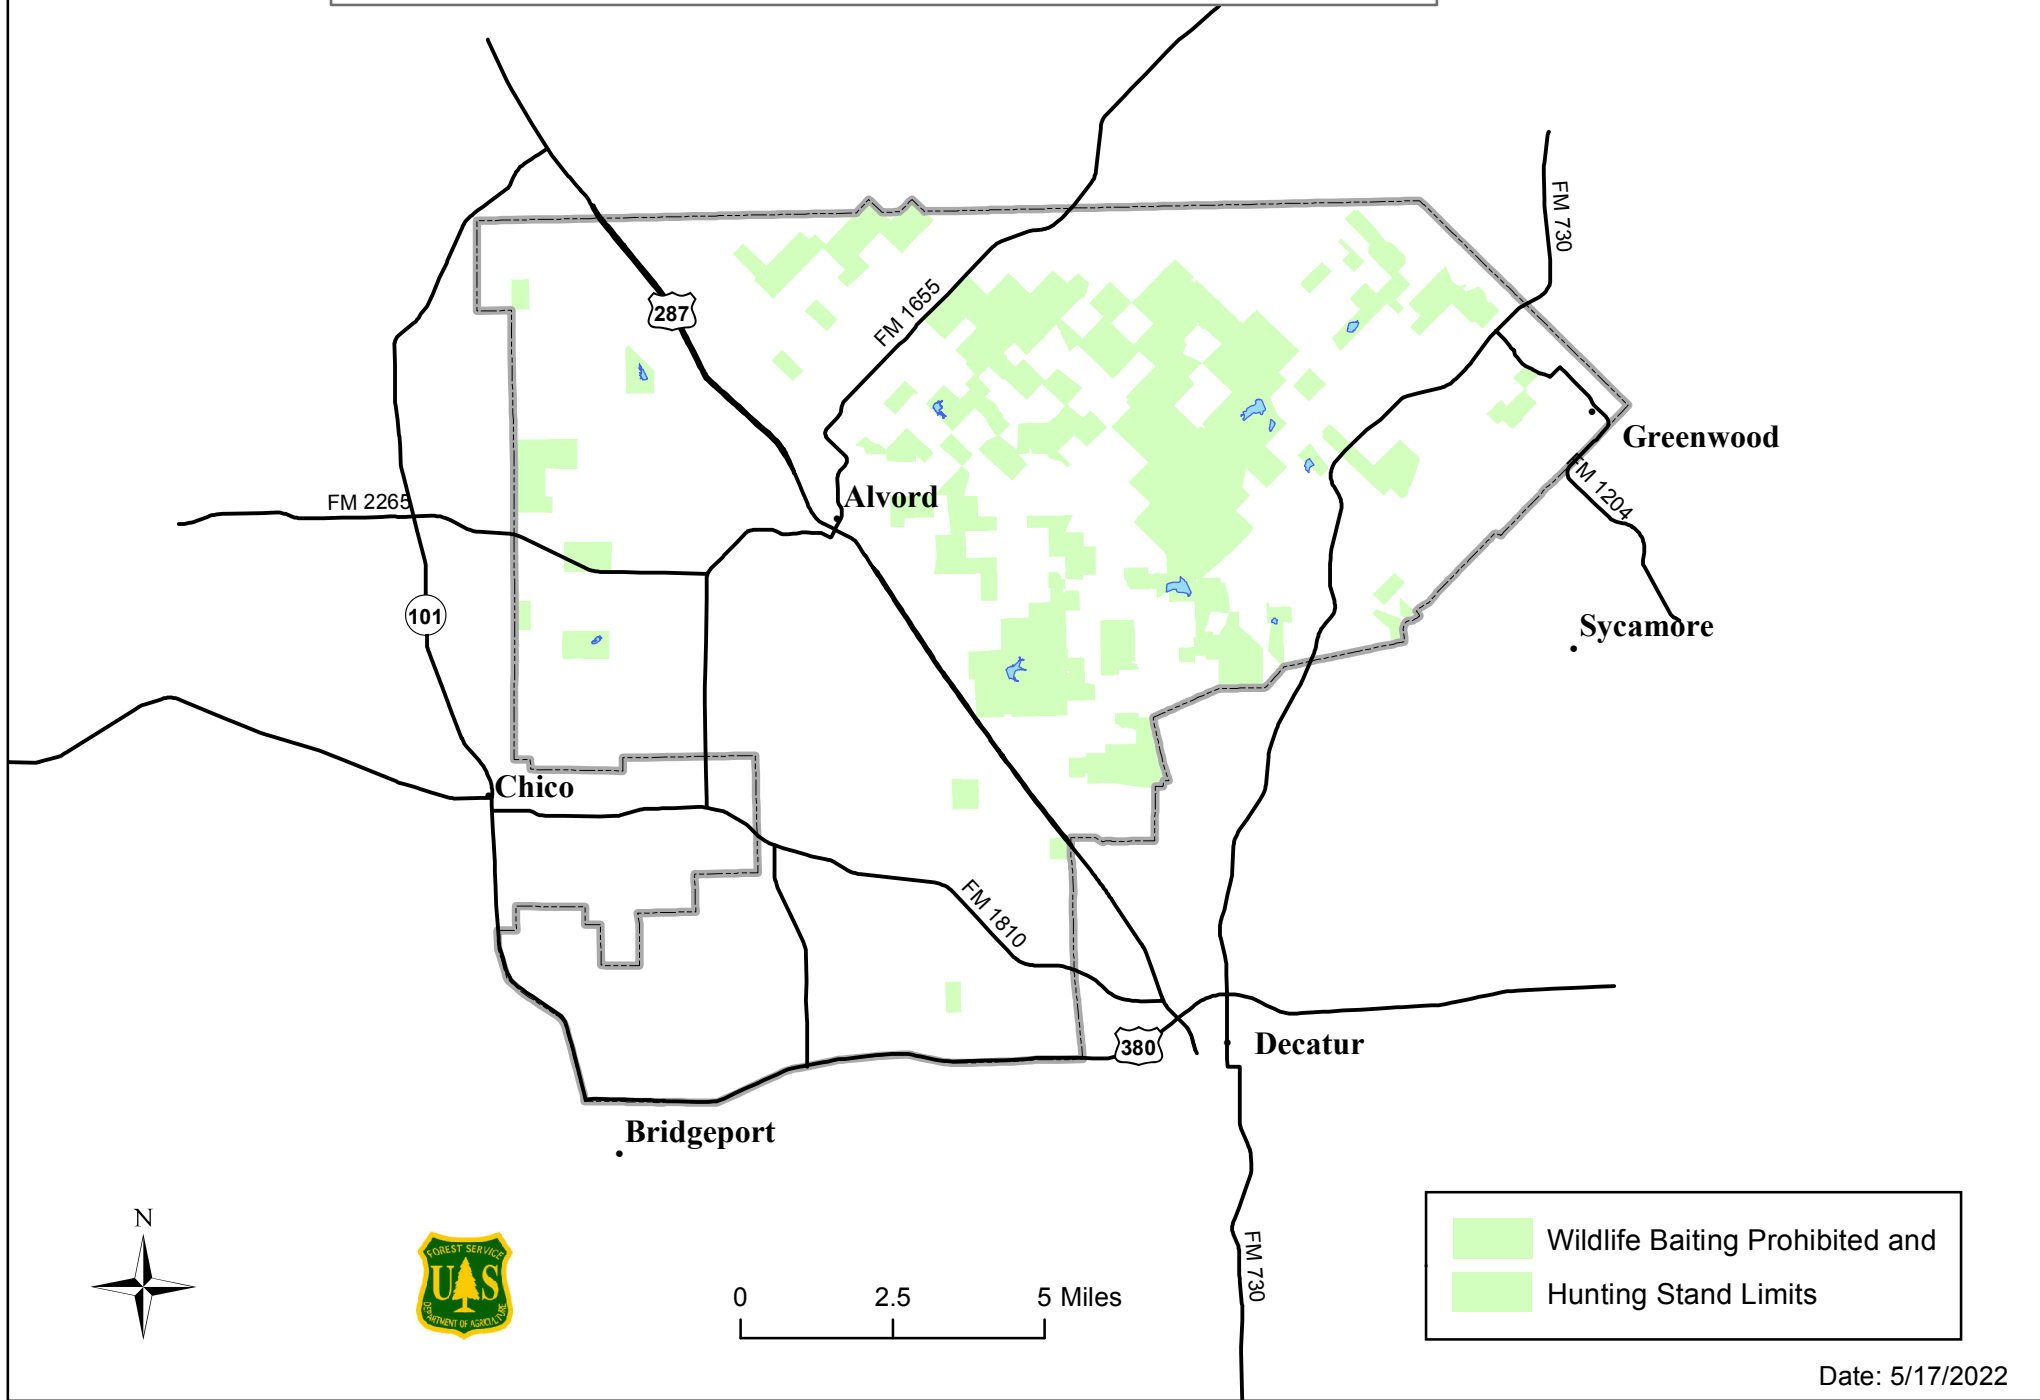 FM 730
287
FM 1655
Greenwood
Alvord
FM 2265
FM 1204
101
Sycamore
Chico
FM 1810
380
Decatur
Bridgeport
N
FOREST SERVICE
UAS
DEPARTMENT OF AGRICULTURE
0 2.5 5 Miles
FM 730
Wildlife Baiting Prohibited and
Hunting Stand Limits
Date: 5/17/2022